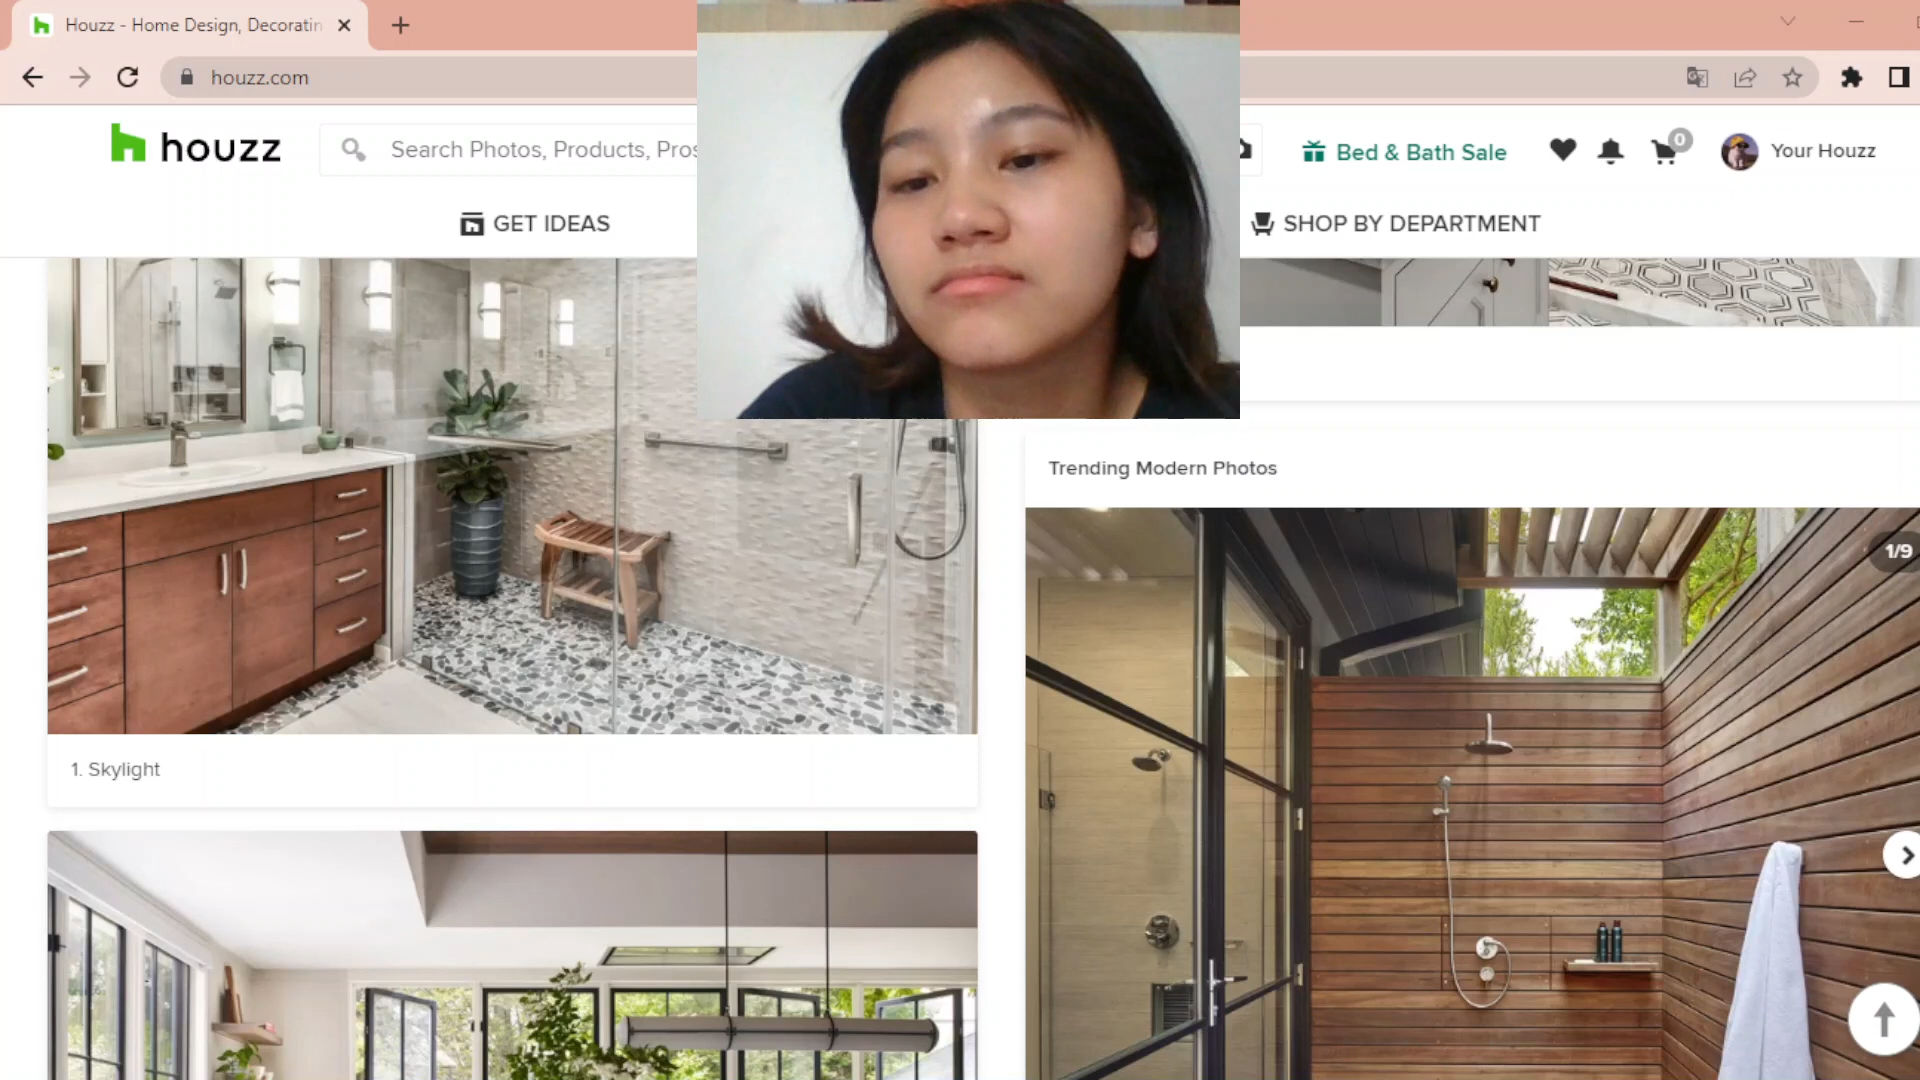 Houzz - Home Design, Decoratin
houzz.com
houzz
Search Photos, Products, Pros
Bed & Bath Sale
0
Your Houzz
GET IDEAS
SHOP BY DEPARTMENT
Trending Modern Photos
1/9
1. Skylight